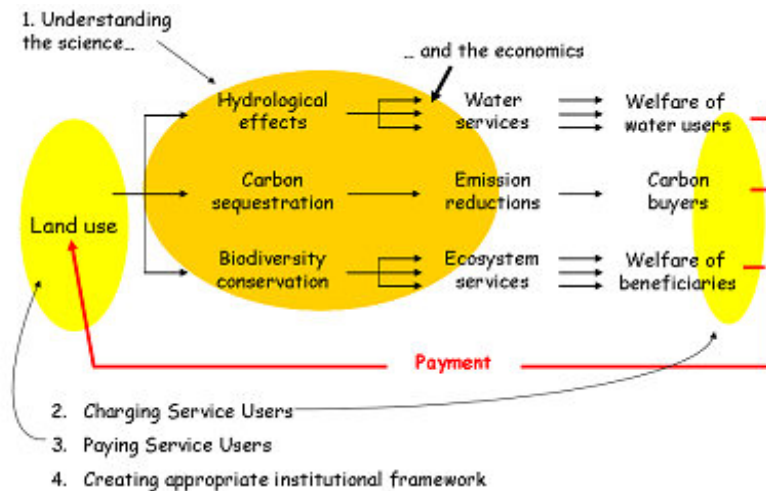 1. Understanding
the science…
… and the economics
Hydrological
effects
Water
services
Welfare of
water users
Land use
Carbon
sequestration
Emission
reductions
Carbon
buyers
Biodiversity
conservation
Ecosystem
services
Welfare of
beneficiaries
Payment
2. Charging Service Users
3. Paying Service Users
4. Creating appropriate institutional framework